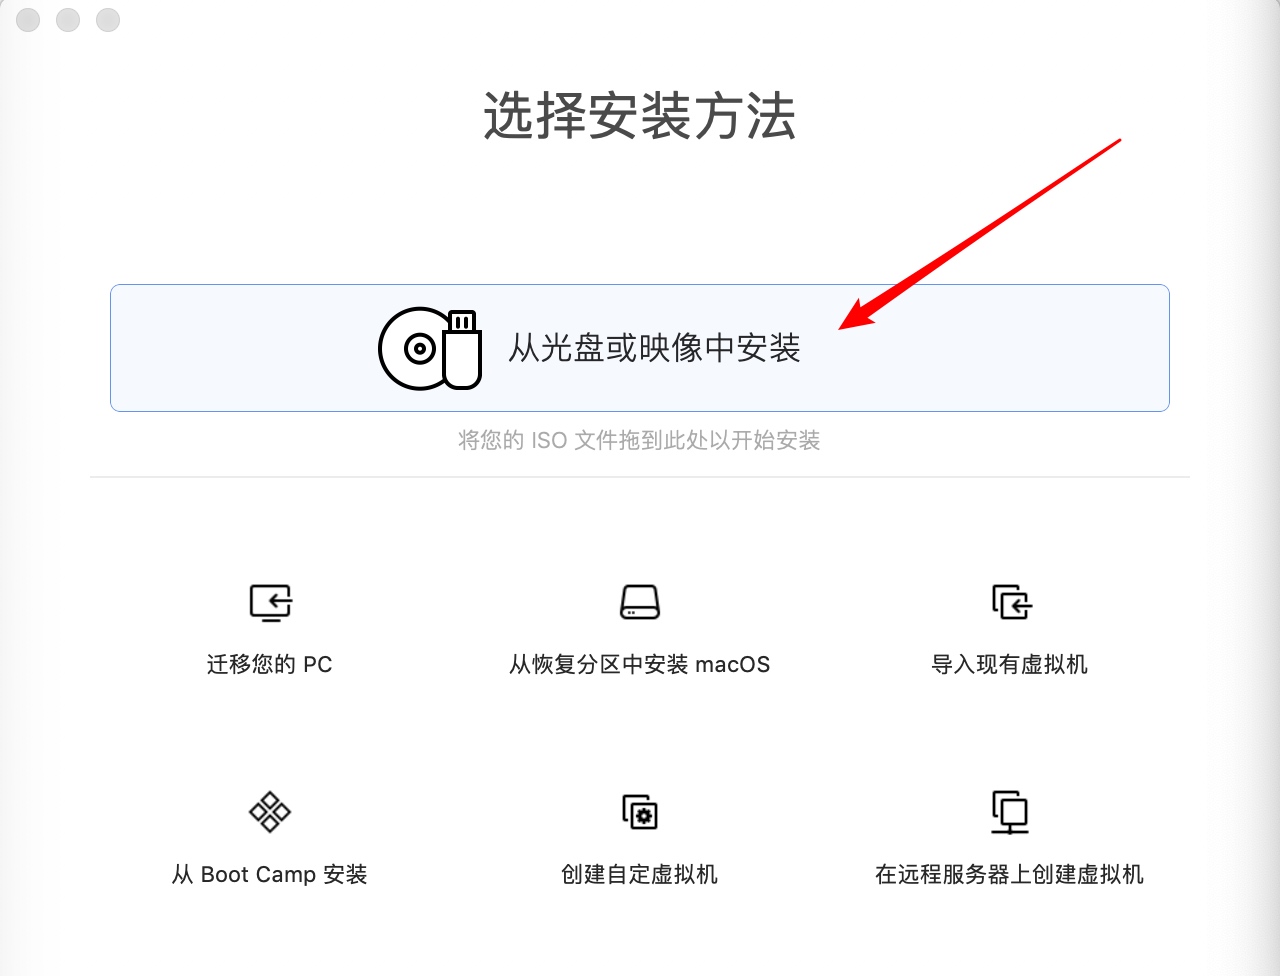 选择安装方法
从光盘或映像中安装
将您的 ISO 文件拖到此处以开始安装
迁移您的 PC
从恢复分区中安装 macOS
导入现有虚拟机
从 Boot Camp 安装
创建自定虚拟机
在远程服务器上创建虚拟机